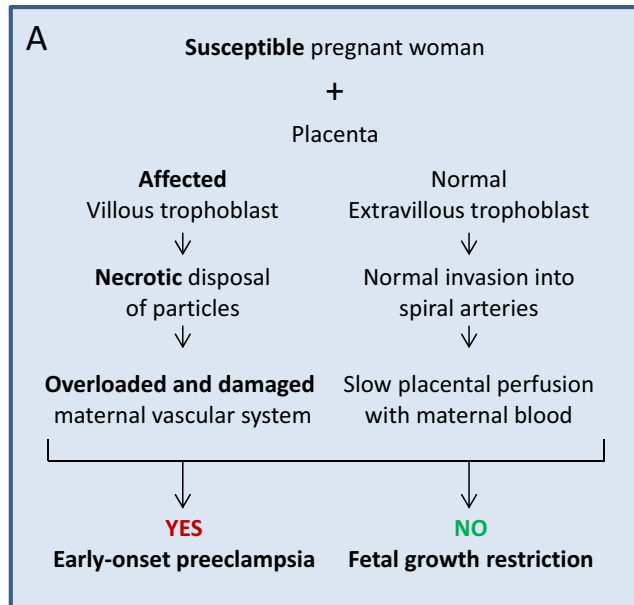 A
Susceptible pregnant woman
+
Placenta
Affected
Villous trophoblast
Normal
Extravillous trophoblast
Necrotic disposal
of particles
Normal invasion into
spiral arteries
Overloaded and damaged
maternal vascular system
Slow placental perfusion
with maternal blood
YES
Early-onset preeclampsia
NO
Fetal growth restriction